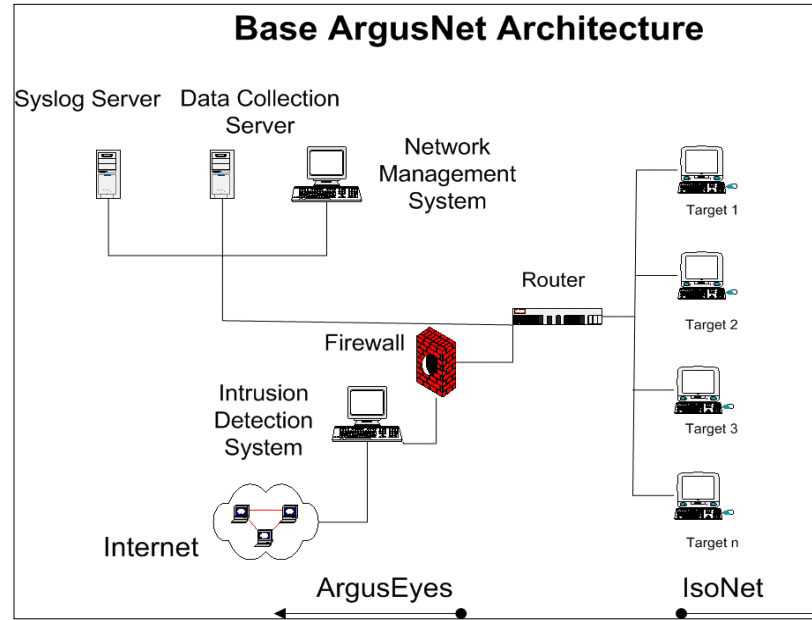 Base ArgusNet Architecture
Syslog Server
Data Collection
Server
Network
Management
System
Target 1
Router
Target 2
Firewall
Intrusion
Detection
System
Target 3
Internet
Target n
ArgusEyes
IsoNet